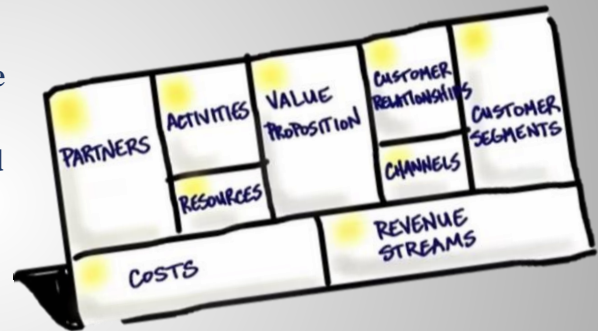 e
l
PARTNERS
ACTIVITIES
RESOURCES
VALUE
PROPOSITION
CUSTOMER
RELATIONSHIPS
CHANNELS
CUSTOMER
SEGMENTS
COSTS
REVENUE
STREAMS